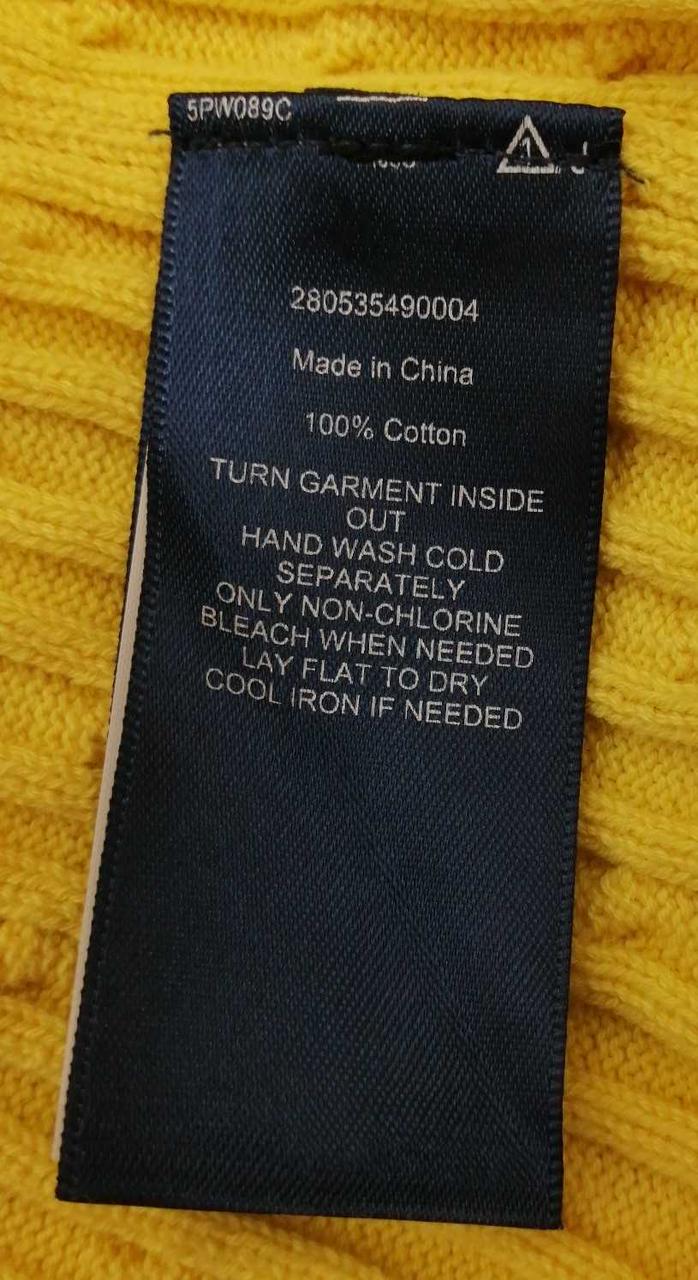 5PW089C
1
280535490004
Made in China
100% Cotton
TURN GARMENT INSIDE
OUT
HAND WASH COLD
SEPARATELY
ONLY NON-CHLORINE
BLEACH WHEN NEEDED
LAY FLAT TO DRY
COOL IRON IF NEEDED